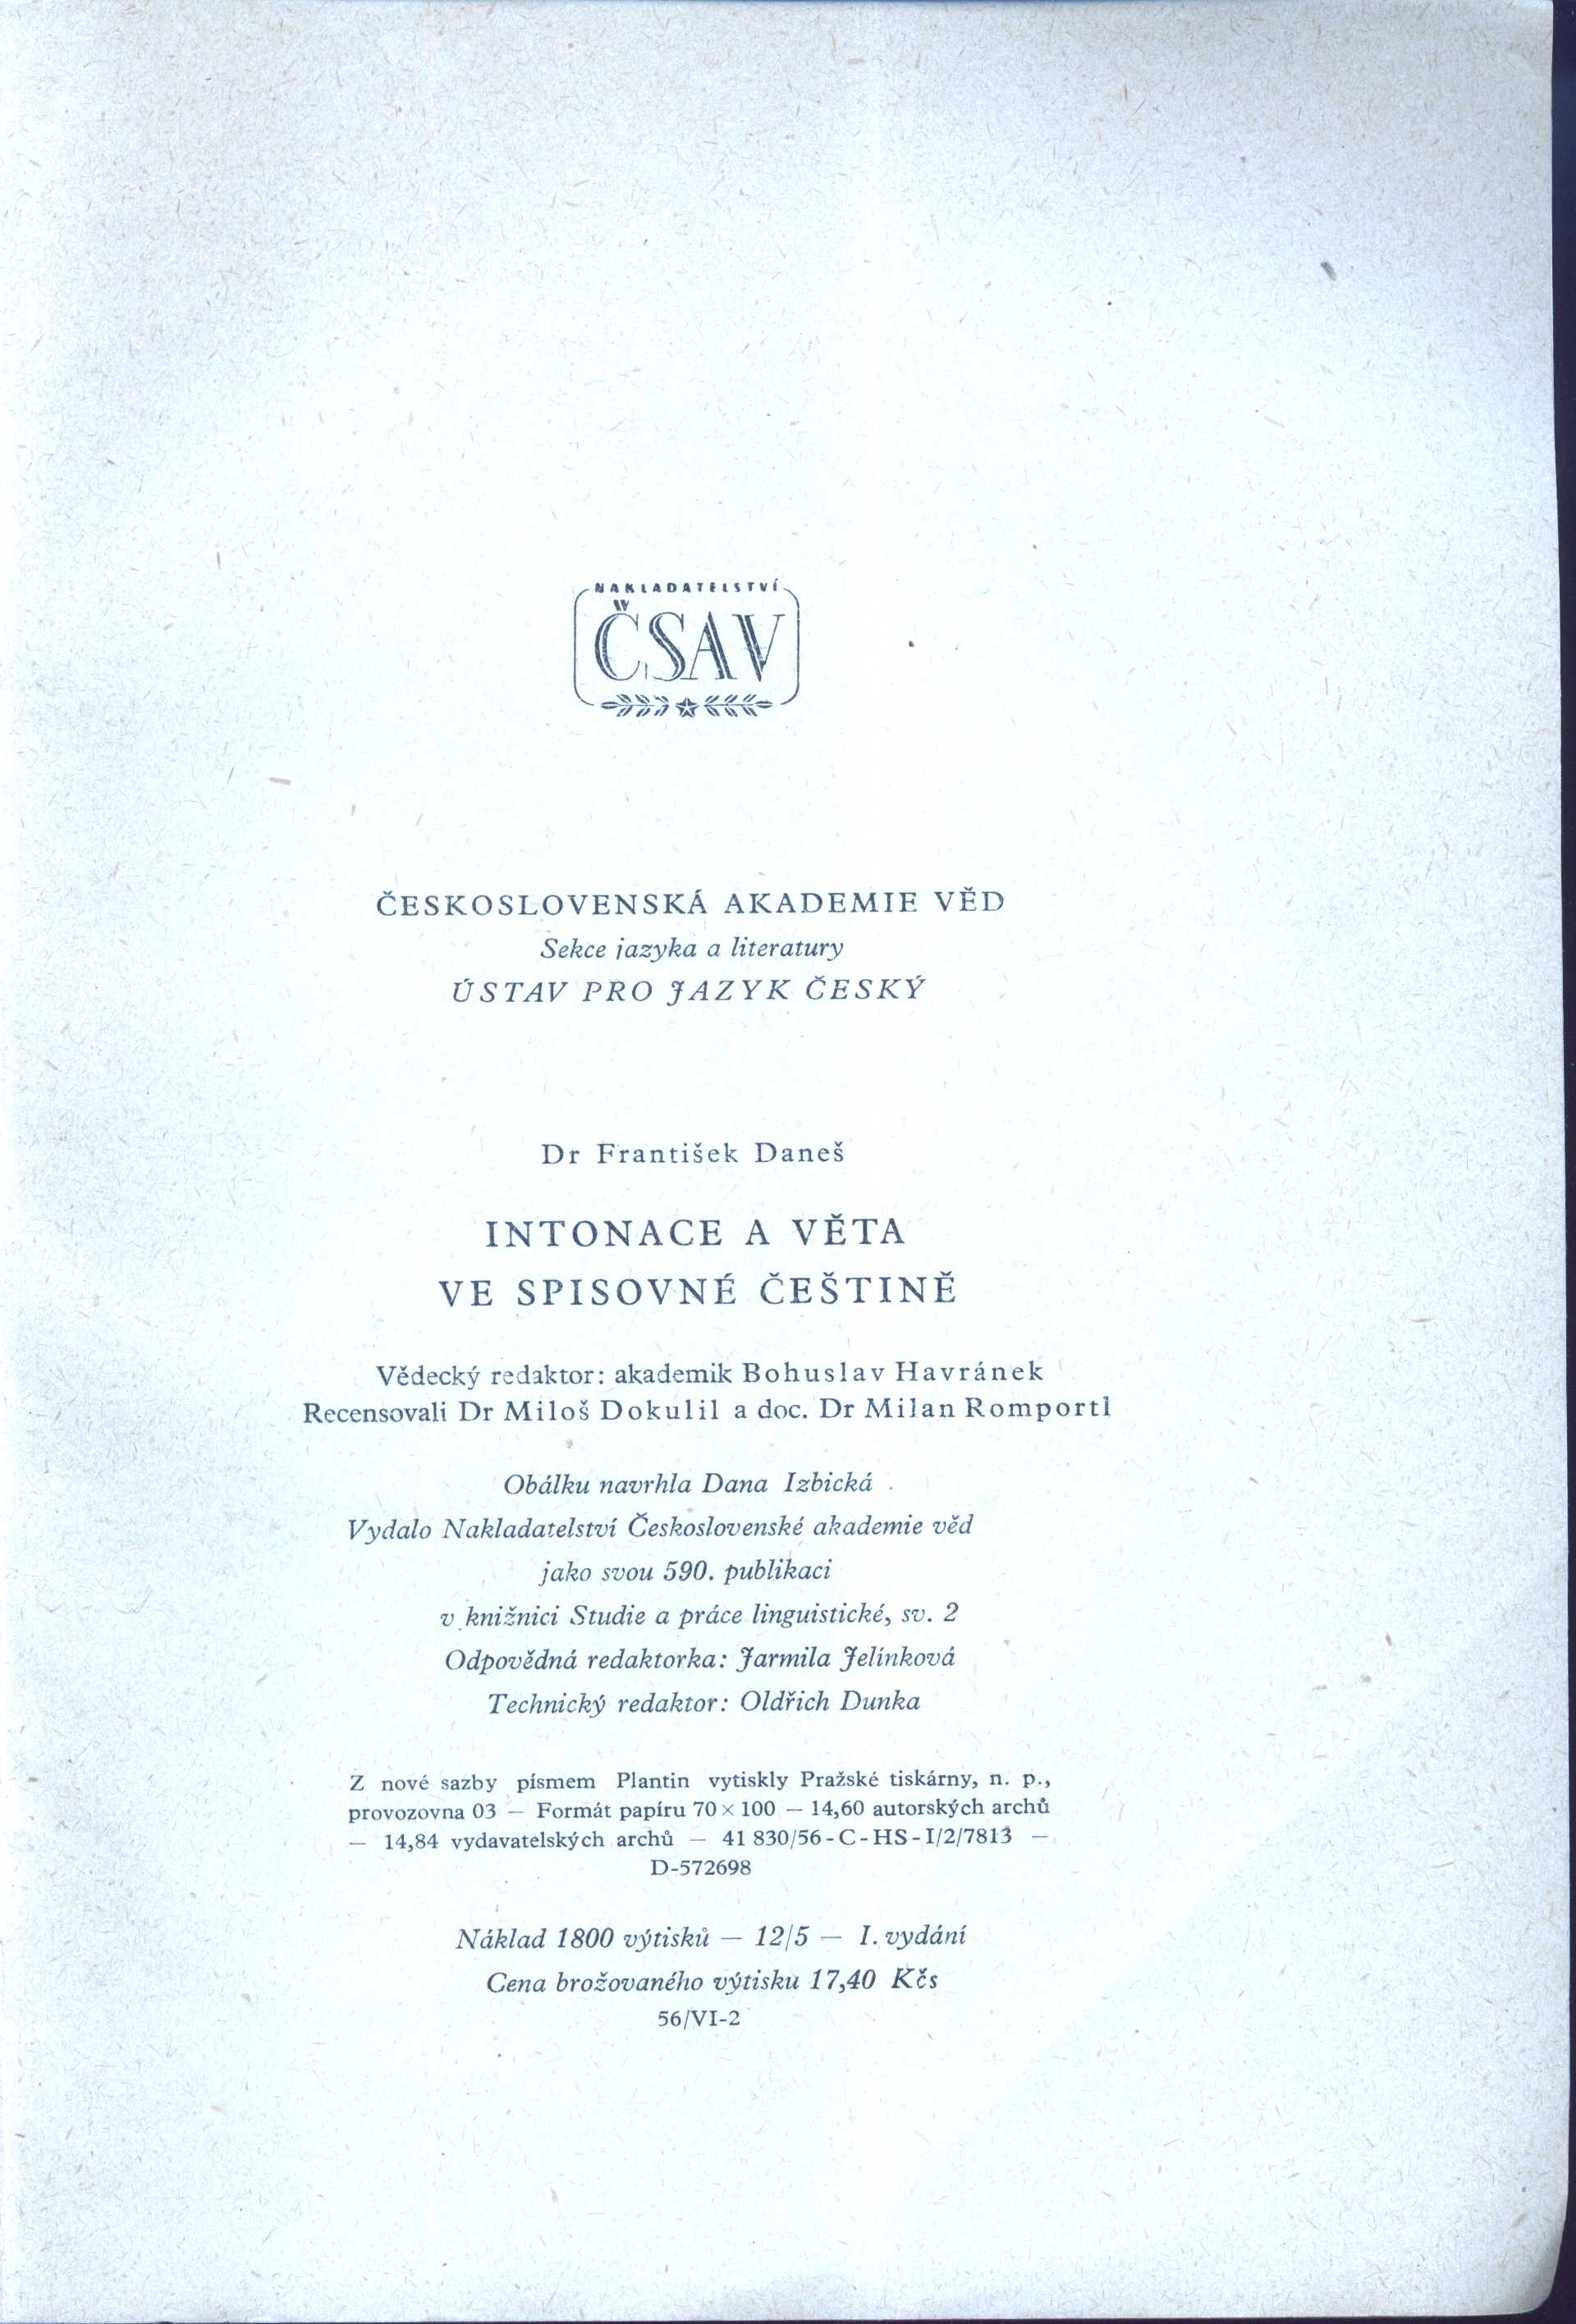 NAKLADATELSTVÍ
ČSAV
ČESKOSLOVENSKÁ AKADEMIE VĚD
Sekce jazyka a literatury
ÚSTAV PRO JAZYK ČESKÝ
Dr František Daneš
INTONACE A VĚTA
VE SPISOVNÉ ČEŠTINĚ
Vědecký redaktor: akademik Bohuslav Havránek
Recensovali Dr Miloš Dokulil a doc. Dr Milan Romportl
Obálku navrhla Dana Izbická
Vydalo Nakladatelství Československé akademie věd
jako svou 590. publikaci
v knižnici Studie a práce linguistické, sv. 2
Odpovědná redaktorka: Jarmila Jelínková
Technický redaktor: Oldřich Dunka
Z nové sazby písmem Plantin vytiskly Pražské tiskárny, n. p.,
provozovna 03 — Formát papíru 70 × 100 — 14,60 autorských archů
— 14,84 vydavatelských archů — 41 830/56 - C - HS - I/2/7813 —
D-572698
Náklad 1800 výtisků — 12/5 — I. vydání
Cena brožovaného výtisku 17,40 Kčs
56/VI-2